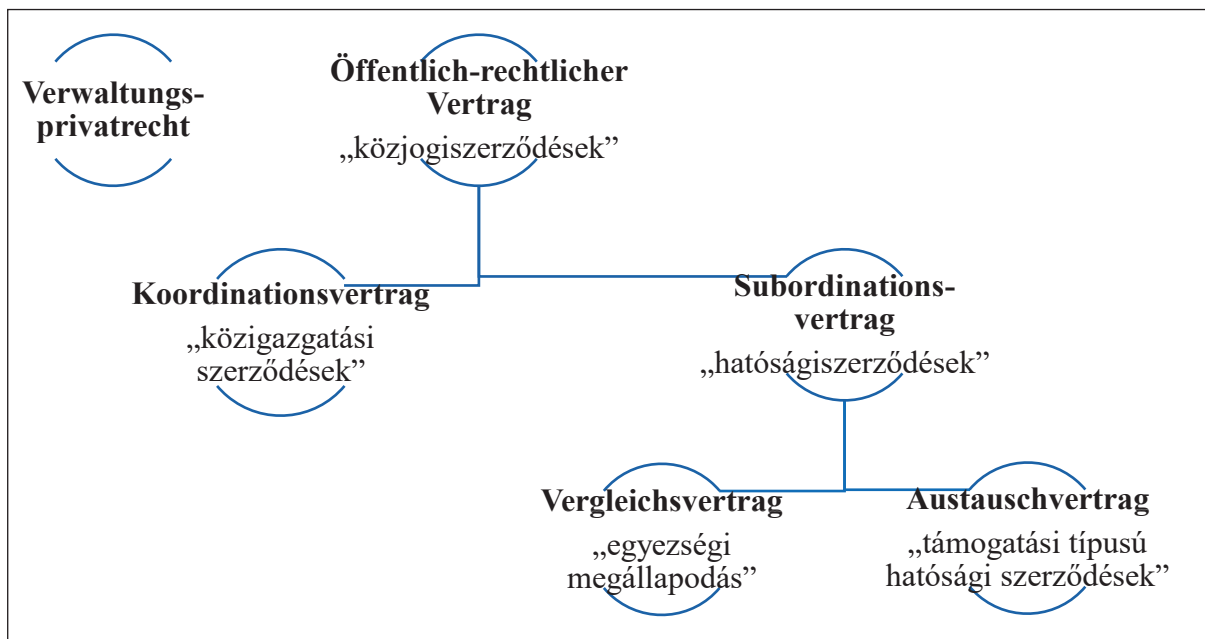 Verwaltungs-
privatrecht
Öffentlich-rechtlicher
Vertrag
„közjogiszerződések”
Koordinationsvertrag
„közigazgatási
szerződések”
Subordinations-
vertrag
„hatóságiszerződések”
Vergleichsvertrag
„egyezségi
megállapodás”
Austauschvertrag
„támogatási típusú
hatósági szerződések”